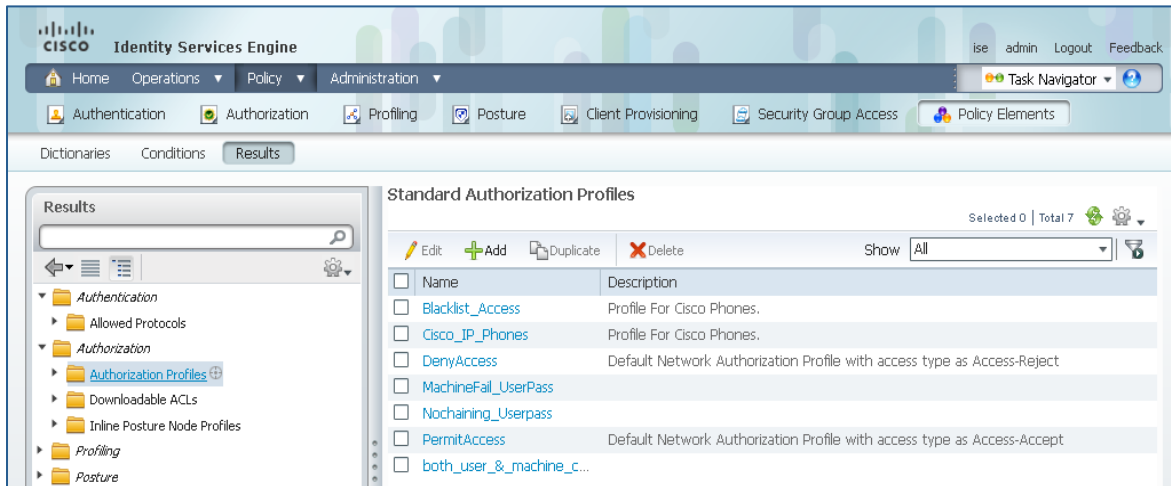 CISCO Identity Services Engine
ise admin Logout Feedback
Home Operations Policy Administration
Task Navigator
Authentication Authorization Profiling Posture Client Provisioning Security Group Access Policy Elements
Dictionaries Conditions Results
Results
Standard Authorization Profiles
Selected 0 | Total 7
Edit Add Duplicate Delete Show All
Name Description
Blacklist_Access Profile For Cisco Phones.
Cisco_IP_Phones Profile For Cisco Phones.
DenyAccess Default Network Authorization Profile with access type as Access-Reject
MachineFail_UserPass
Nochaining_Userpass
PermitAccess Default Network Authorization Profile with access type as Access-Accept
both_user_&_machine_c...
Authentication
Allowed Protocols
Authorization
Authorization Profiles
Downloadable ACLs
Inline Posture Node Profiles
Profiling
Posture